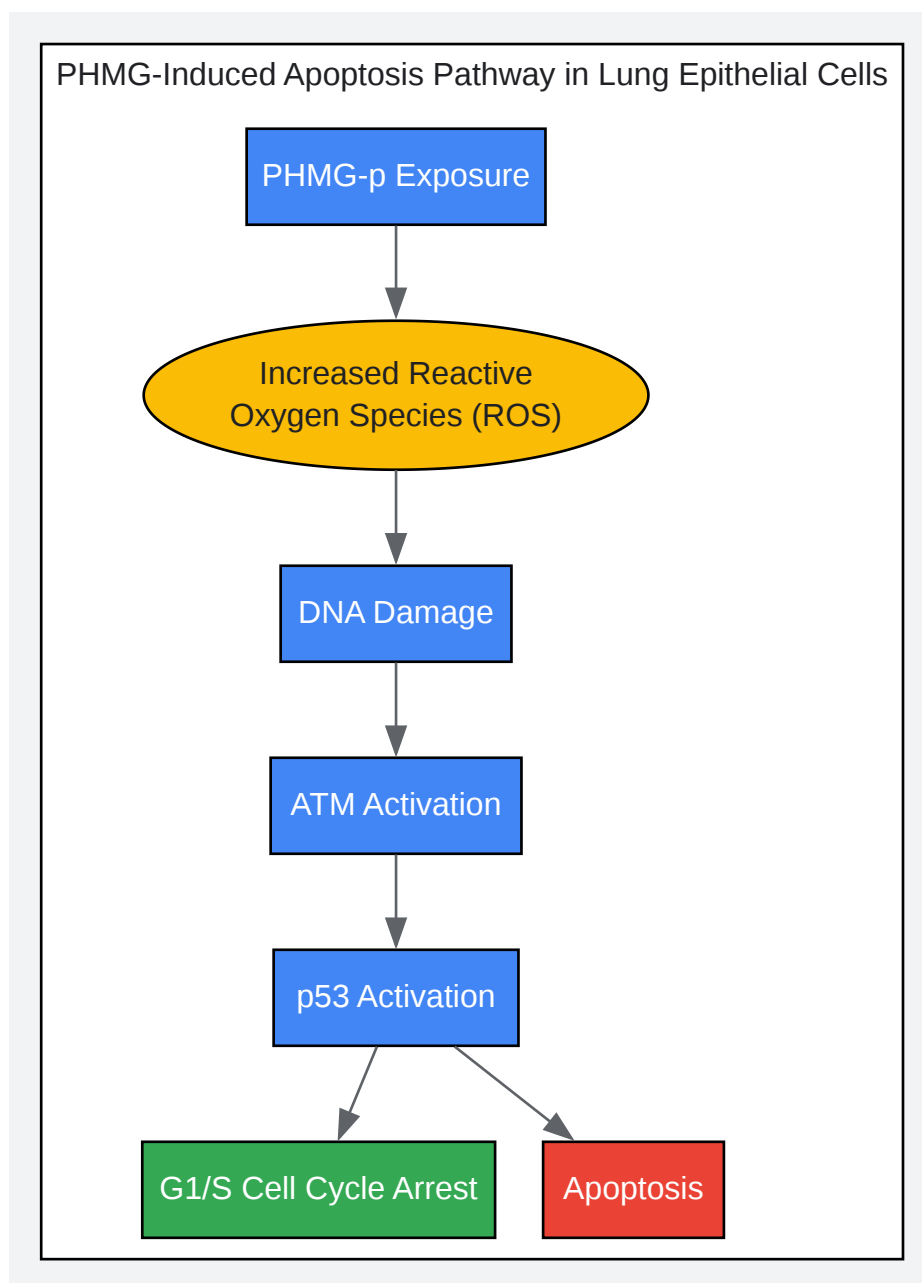 PHMG-Induced Apoptosis Pathway in Lung Epithelial Cells
PHMG-p Exposure
Increased Reactive
Oxygen Species (ROS)
DNA Damage
ATM Activation
p53 Activation
G1/S Cell Cycle Arrest
Apoptosis